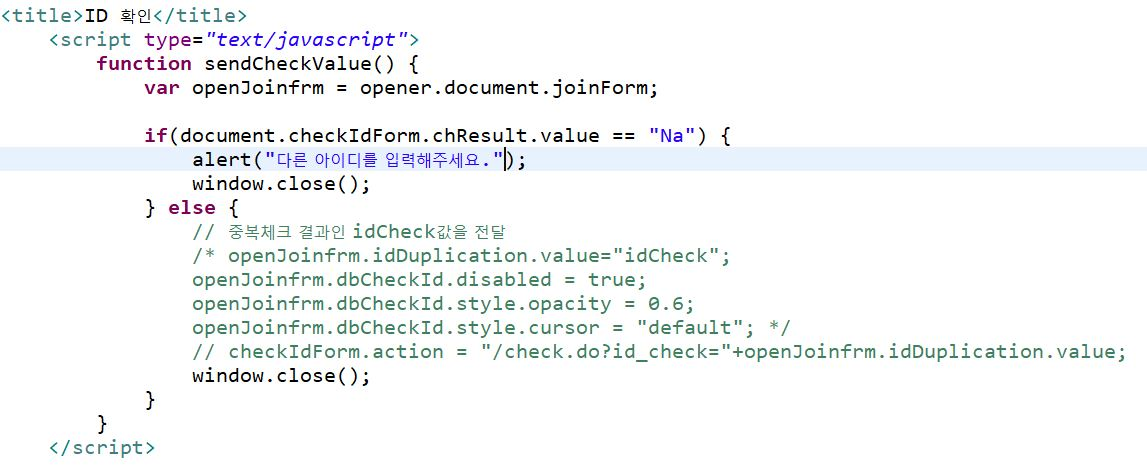 <title>ID 확인</title>
    <script type="text/javascript">
        function sendCheckValue() {
            var openJoinfrm = opener.document.joinForm;

            if(document.checkIdForm.chResult.value == "Na") {
                alert("다른 아이디를 입력해주세요.");
                window.close();
            } else {
                // 중복체크 결과인 idCheck값을 전달
                /* openJoinfrm.idDuplication.value="idCheck";
                openJoinfrm.dbCheckId.disabled = true;
                openJoinfrm.dbCheckId.style.opacity = 0.6;
                openJoinfrm.dbCheckId.style.cursor = "default"; */
                // checkIdForm.action = "/check.do?id_check="+openJoinfrm.idDuplication.value;
                window.close();
            }
        }
    </script>